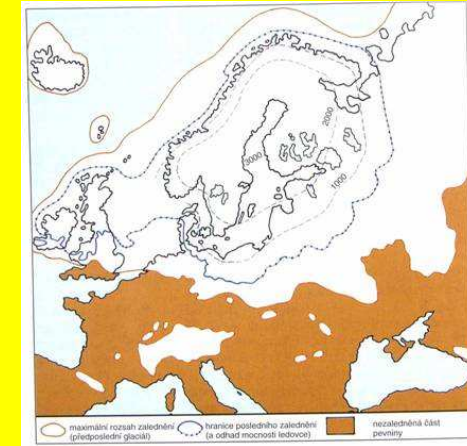 2000
3000
1000
maximální rozsah zalednění
(předposlední glaciál)
hranice posledního zalednění
(a odhad mocnosti ledovce)
nezaledněná část
pevniny